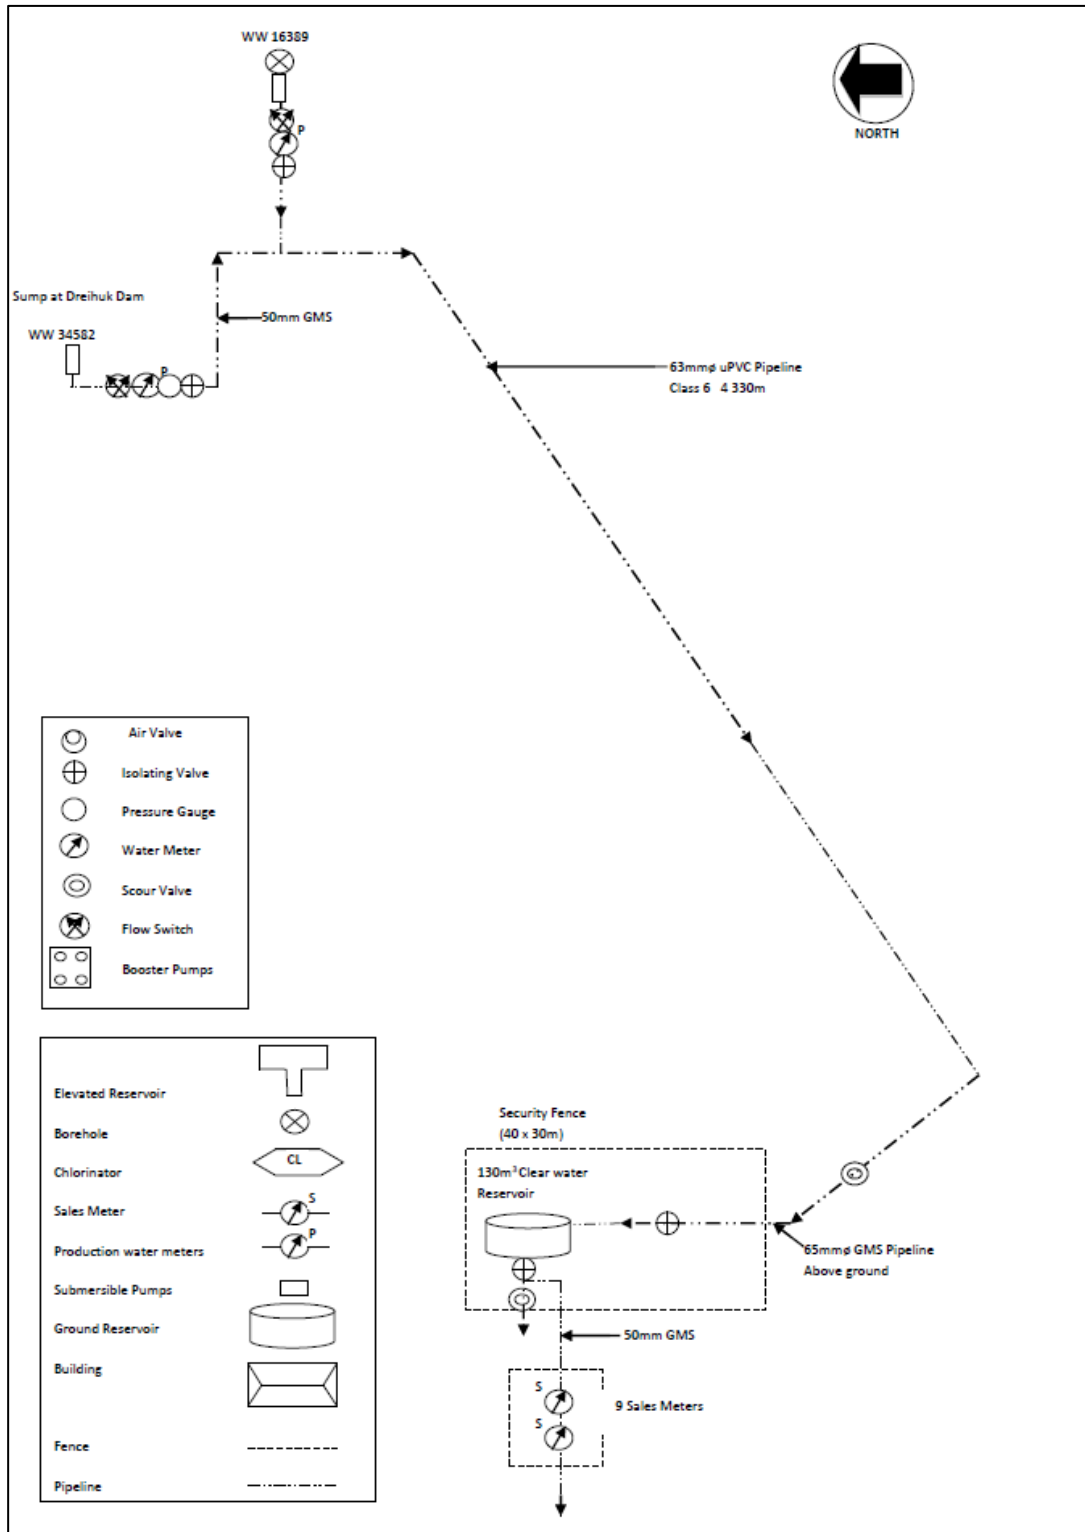 WW 16389
P
NORTH
Sump at Dreihuk Dam
WW 34582
P
50mm GMS
63mmø uPVC Pipeline
Class 6 4 330m
Air Valve
Isolating Valve
Pressure Gauge
Water Meter
Scour Valve
Flow Switch
Booster Pumps
Elevated Reservoir
Borehole
Chlorinator
CL
Sales Meter
S
Production water meters
P
Submersible Pumps
Ground Reservoir
Building
Fence
Pipeline
Security Fence
(40 x 30m)
130m³ Clear water
Reservoir
65mmø GMS Pipeline
Above ground
50mm GMS
S
S
9 Sales Meters